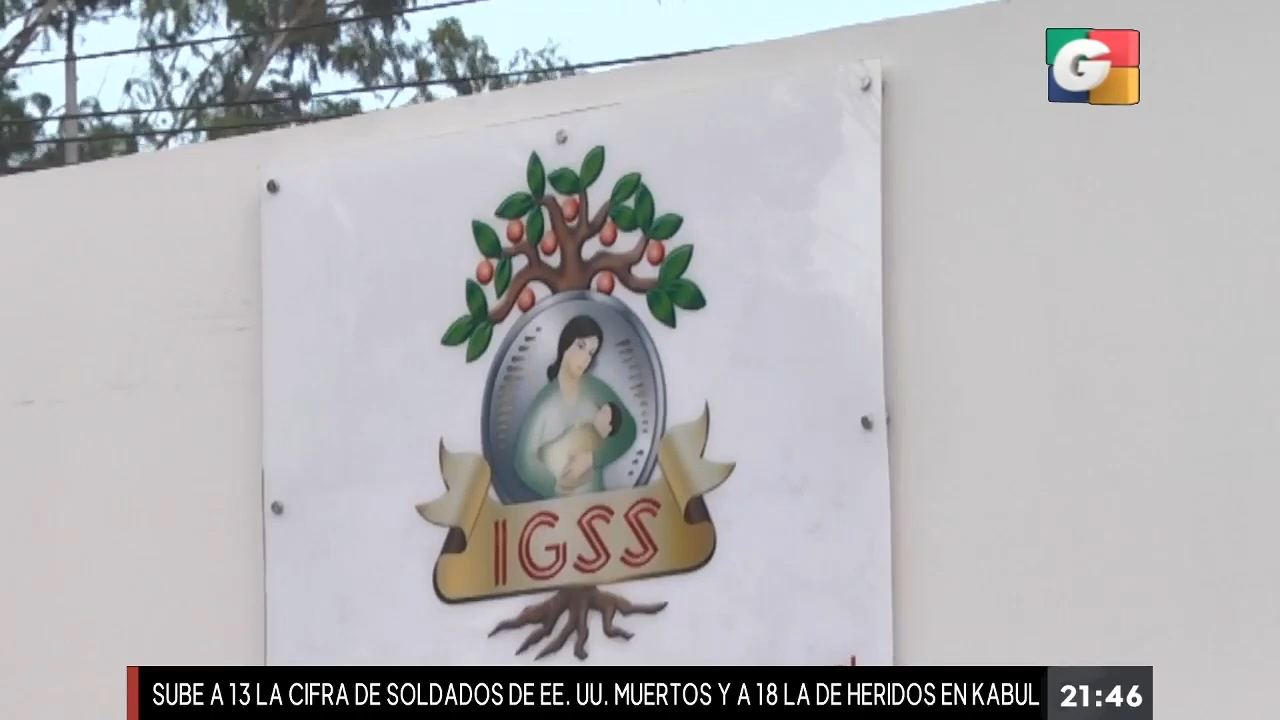 G
IGSS
SUBE A 13 LA CIFRA DE SOLDADOS DE EE. UU. MUERTOS Y A 18 LA DE HERIDOS EN KABUL
21:46